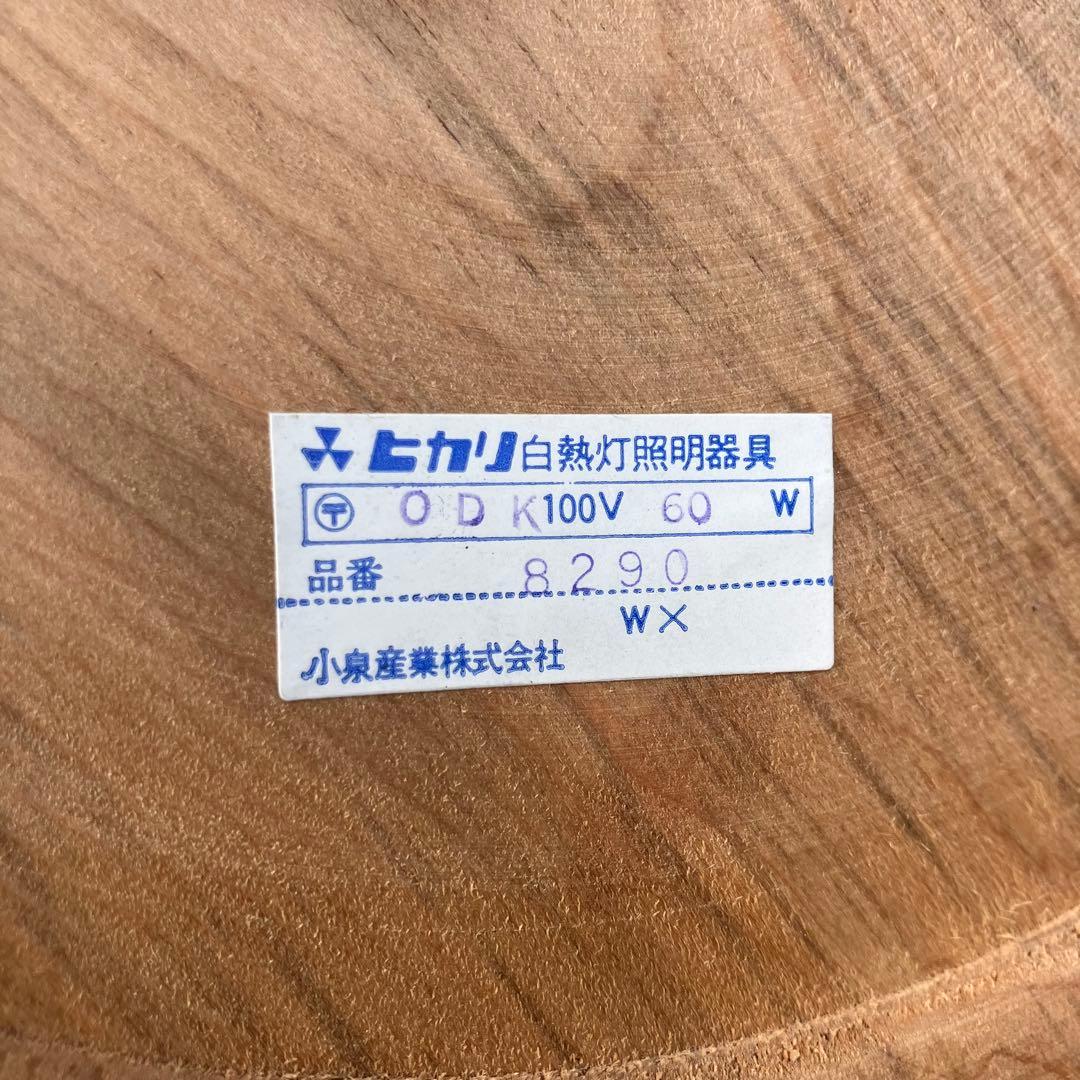 ヒカリ白熱灯照明器具
〶 ODK100V 60 W
品番 8290
W×
小泉産業株式会社